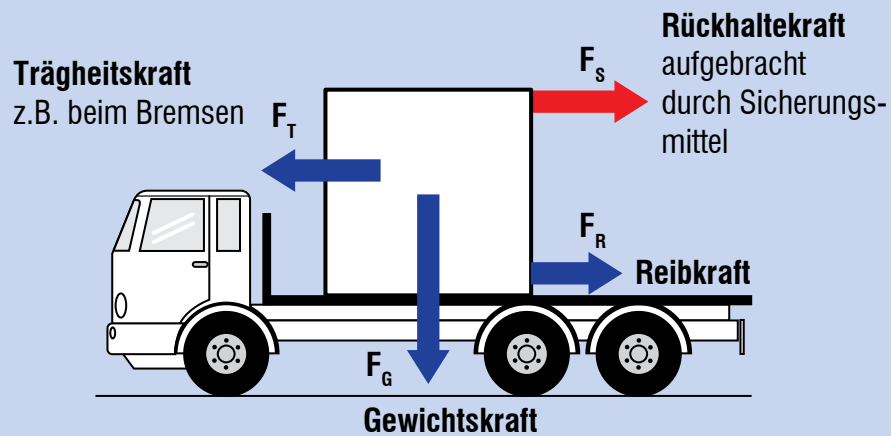 Trägheitskraft
z.B. beim Bremsen
F_T
F_S
Rückhaltekraft
aufgebracht
durch Sicherungs-
mittel
F_R
Reibkraft
F_G
Gewichtskraft